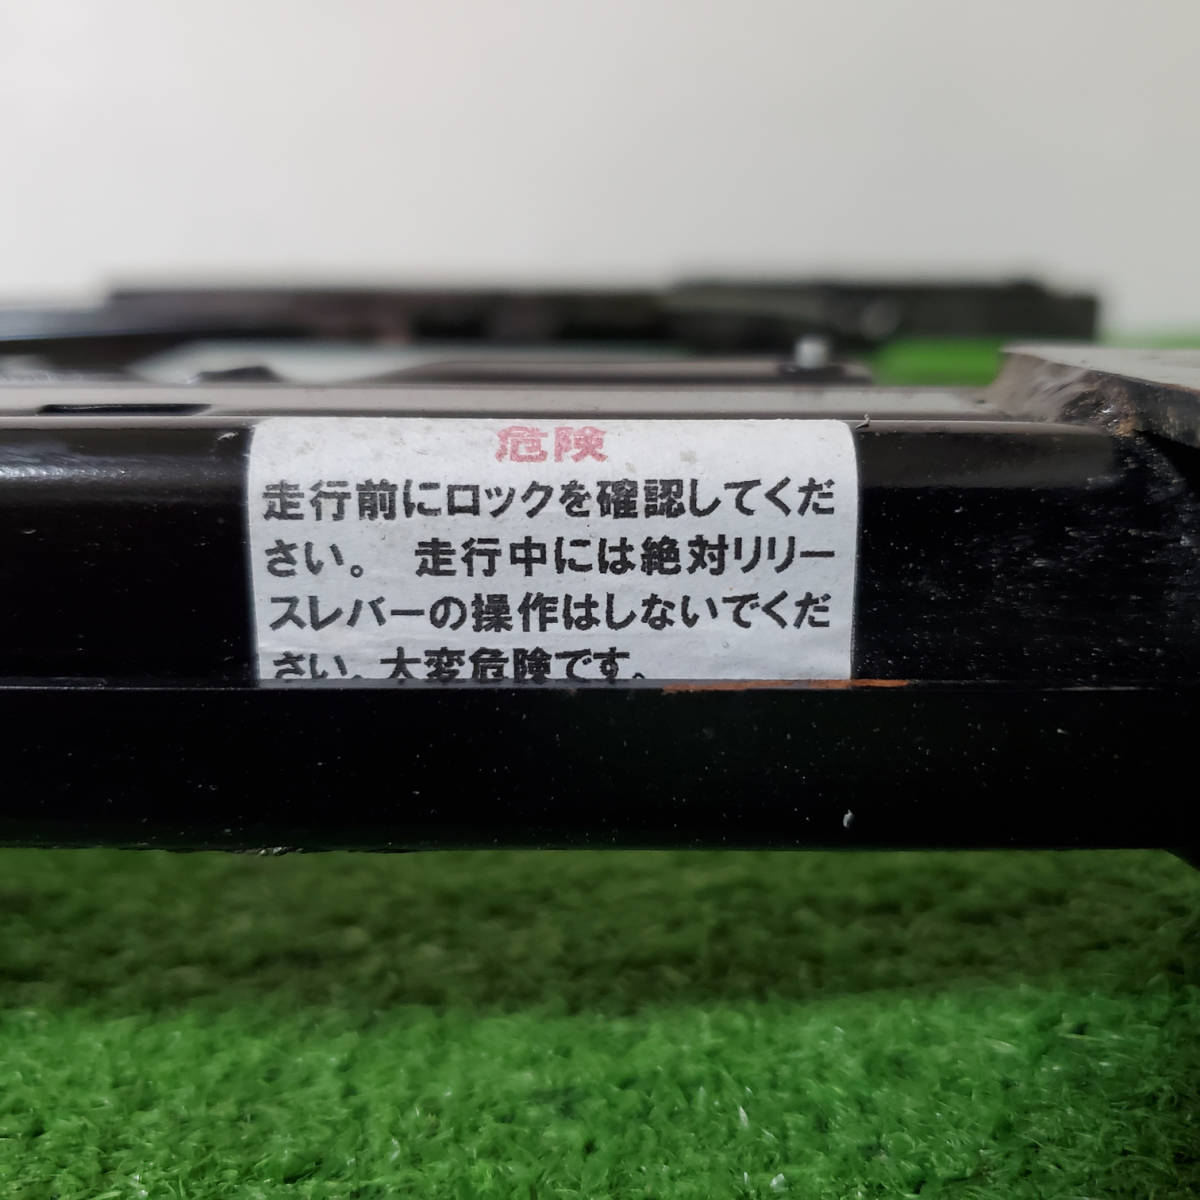 危険
走行前にロックを確認してくだ
さい。 走行中には絶対リリー
スレバーの操作はしないでくだ
さい。大変危険です。